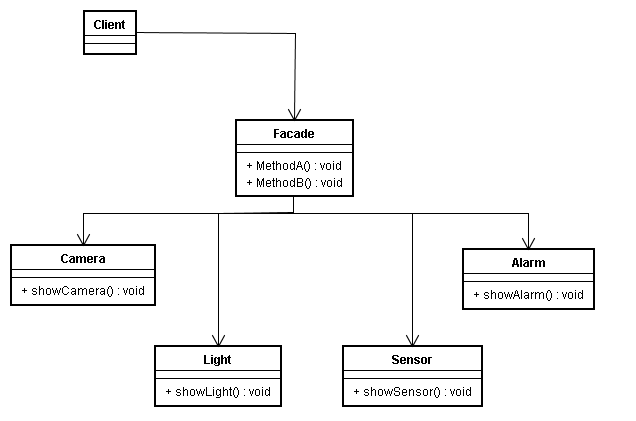 Client
Facade
+ MethodA() : void
+ MethodB() : void
Camera
+ showCamera() : void
Alarm
+ showAlarm() : void
Light
+ showLight() : void
Sensor
+ showSensor() : void